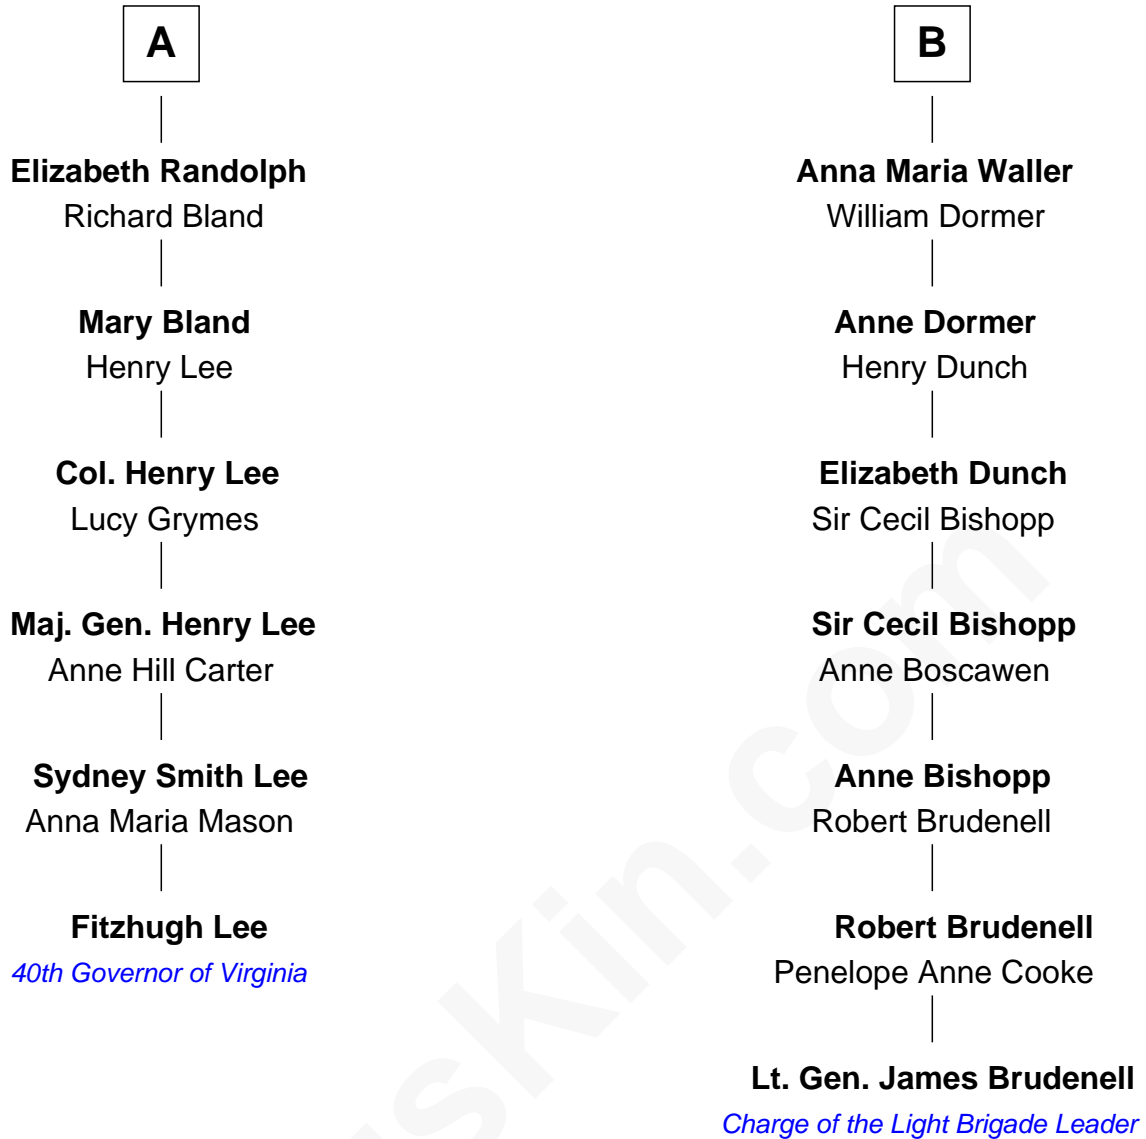 A
Elizabeth Randolph
Richard Bland
Mary Bland
Henry Lee
Col. Henry Lee
Lucy Grymes
Maj. Gen. Henry Lee
Anne Hill Carter
Sydney Smith Lee
Anna Maria Mason
Fitzhugh Lee
40th Governor of Virginia
B
Anna Maria Waller
William Dormer
Anne Dormer
Henry Dunch
Elizabeth Dunch
Sir Cecil Bishopp
Sir Cecil Bishopp
Anne Boscawen
Anne Bishopp
Robert Brudenell
Robert Brudenell
Penelope Anne Cooke
Lt. Gen. James Brudenell
Charge of the Light Brigade Leader
usKin.com